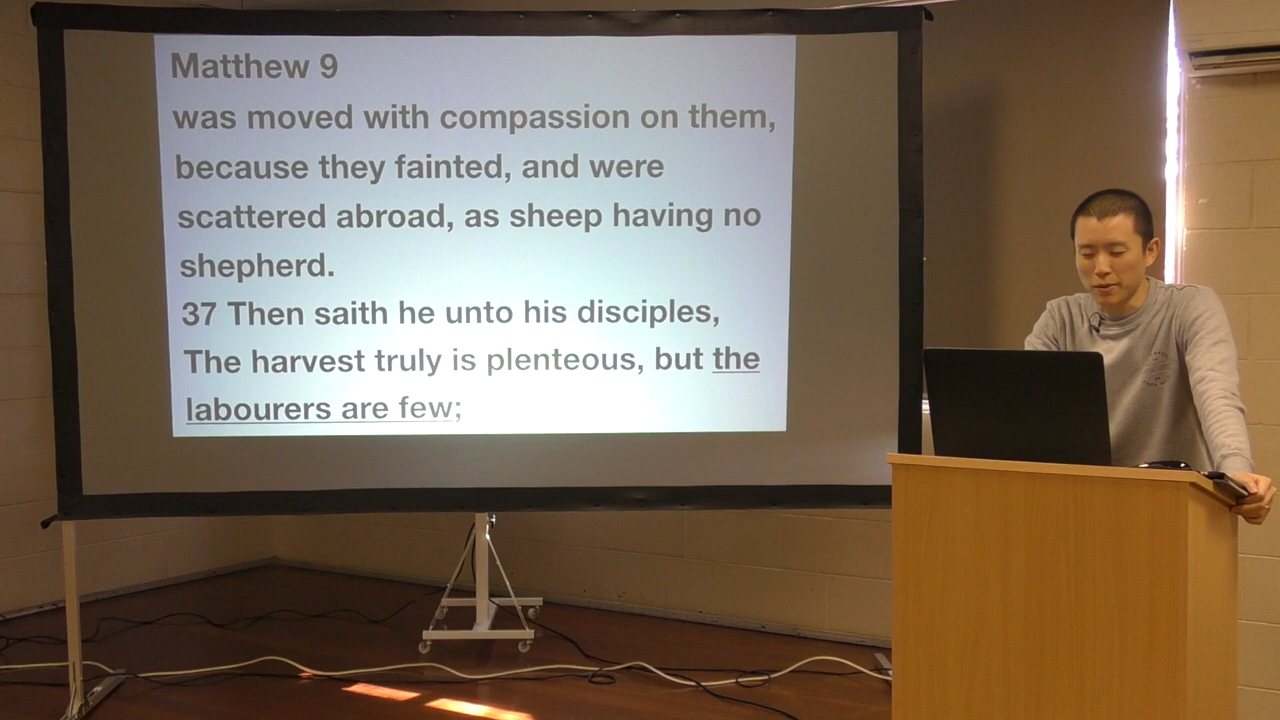 Matthew 9
was moved with compassion on them,
because they fainted, and were
scattered abroad, as sheep having no
shepherd.
37 Then saith he unto his disciples,
The harvest truly is plenteous, but the
labourers are few;